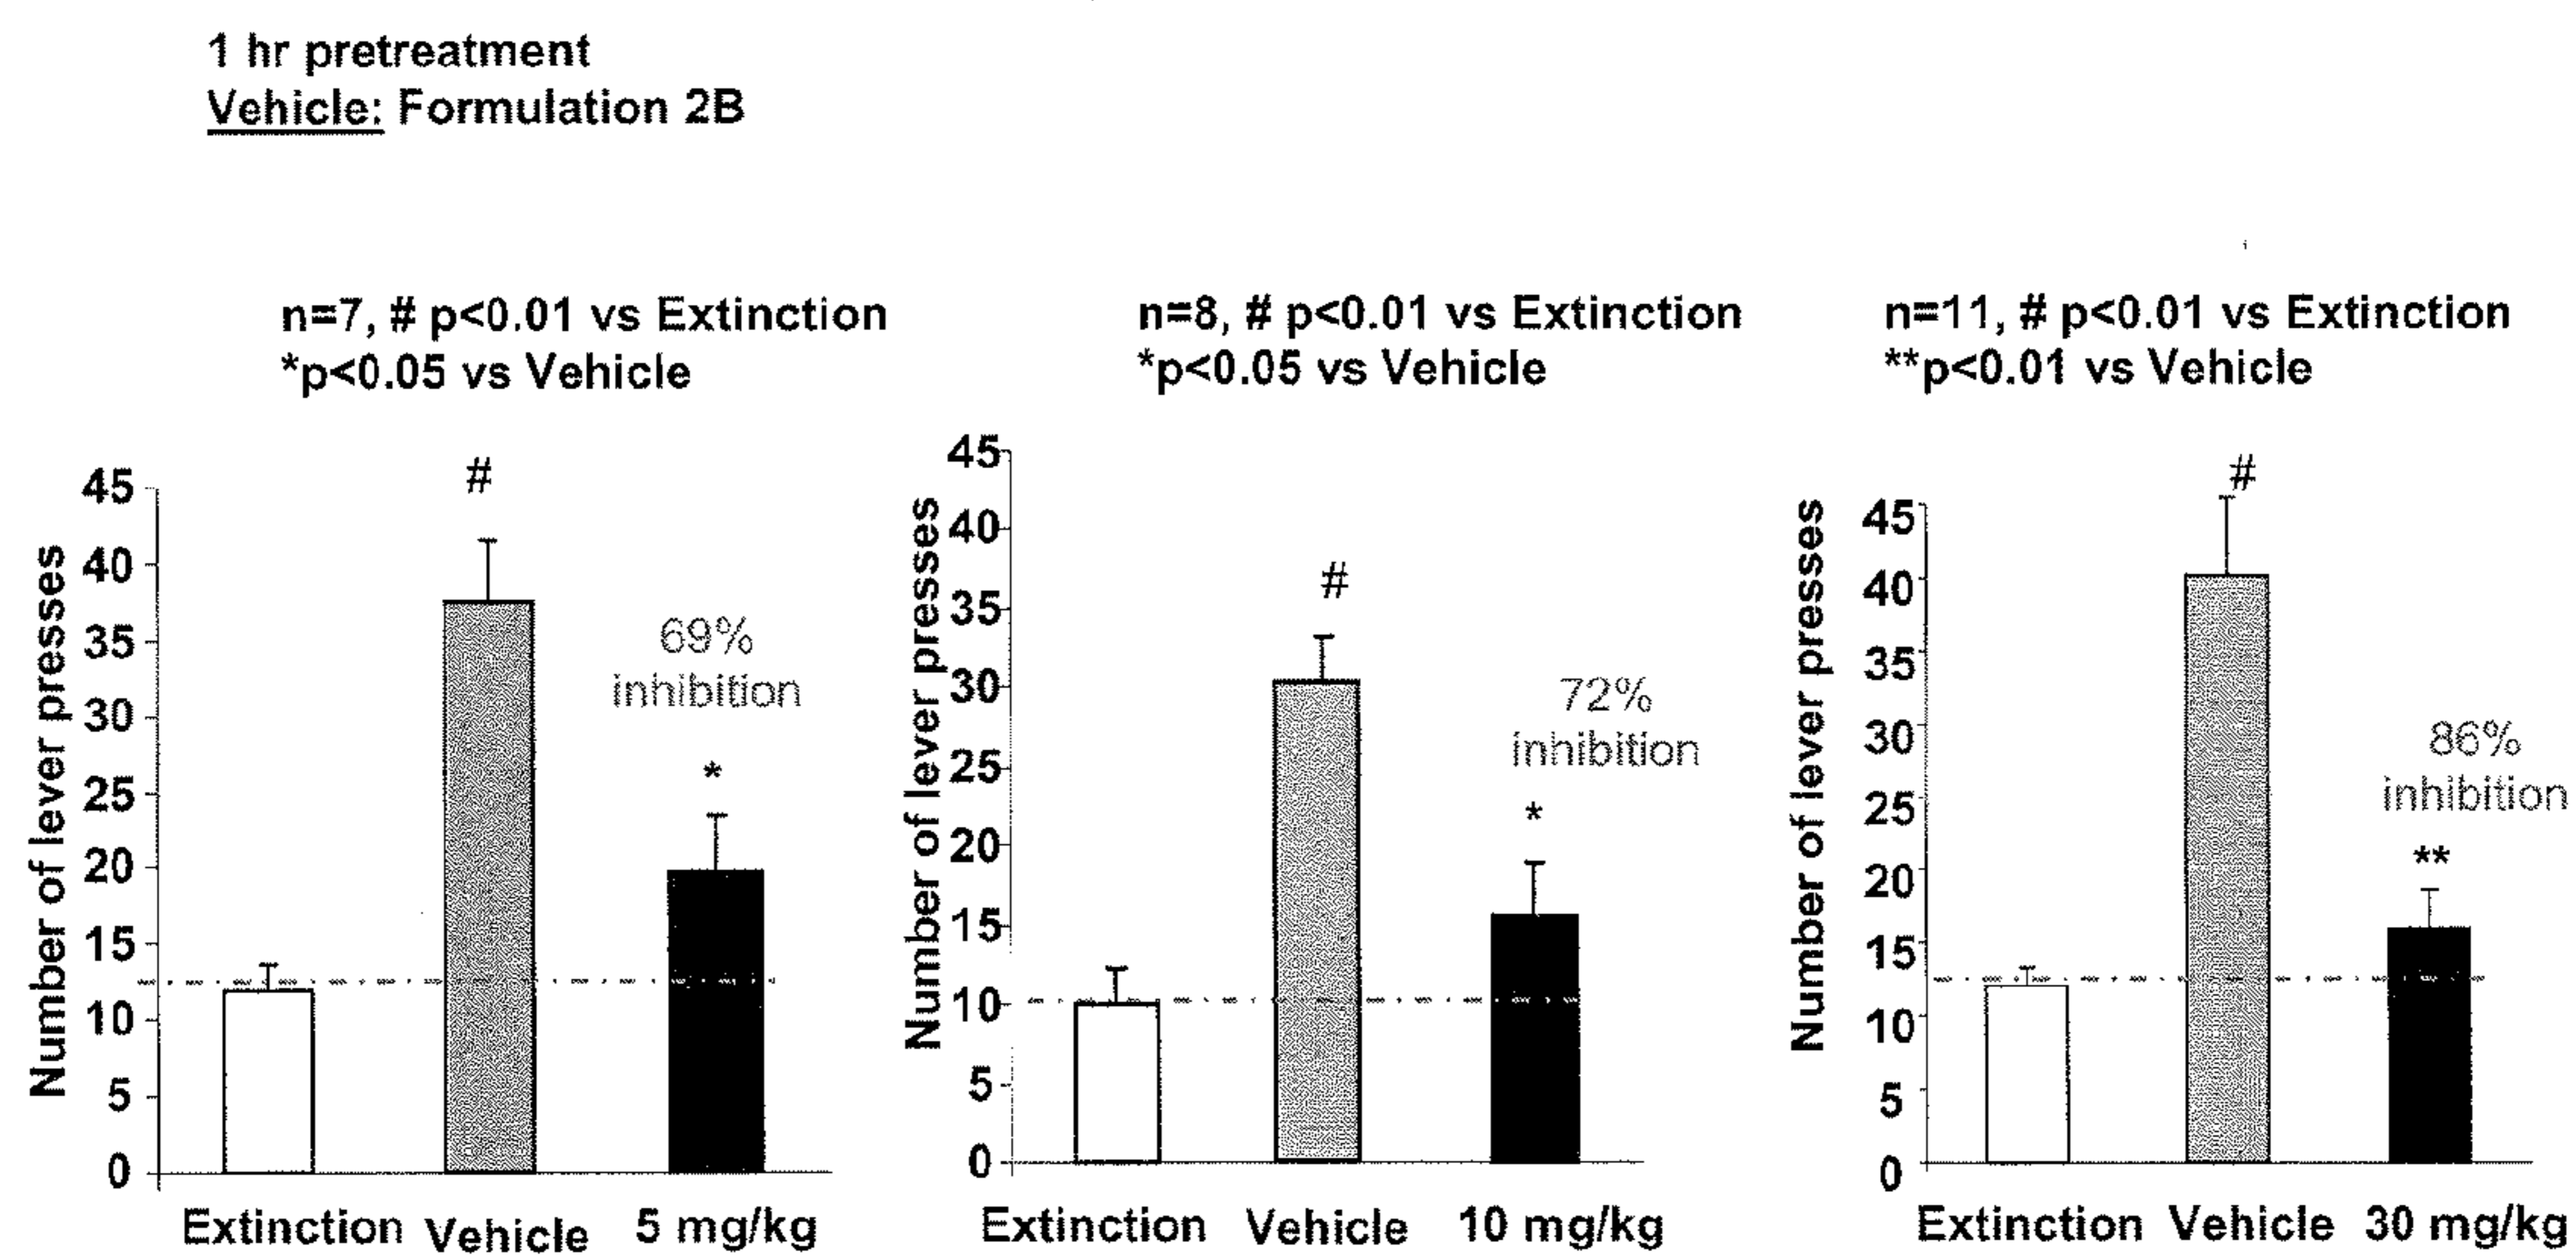 1 hr pretreatment
Vehicle: Formulation 2B
n=7, # p<0.01 vs Extinction
*p<0.05 vs Vehicle
Number of lever presses
45
40
35
30
25
20
15
10
5
0
#
69%
inhibition
*
Extinction Vehicle 5 mg/kg
n=8, # p<0.01 vs Extinction
*p<0.05 vs Vehicle
Number of lever presses
45
40
35
30
25
20
15
10
5
0
#
72%
inhibition
*
Extinction Vehicle 10 mg/kg
n=11, # p<0.01 vs Extinction
**p<0.01 vs Vehicle
Number of lever presses
45
40
35
30
25
20
15
10
5
0
#
86%
inhibition
**
Extinction Vehicle 30 mg/kg